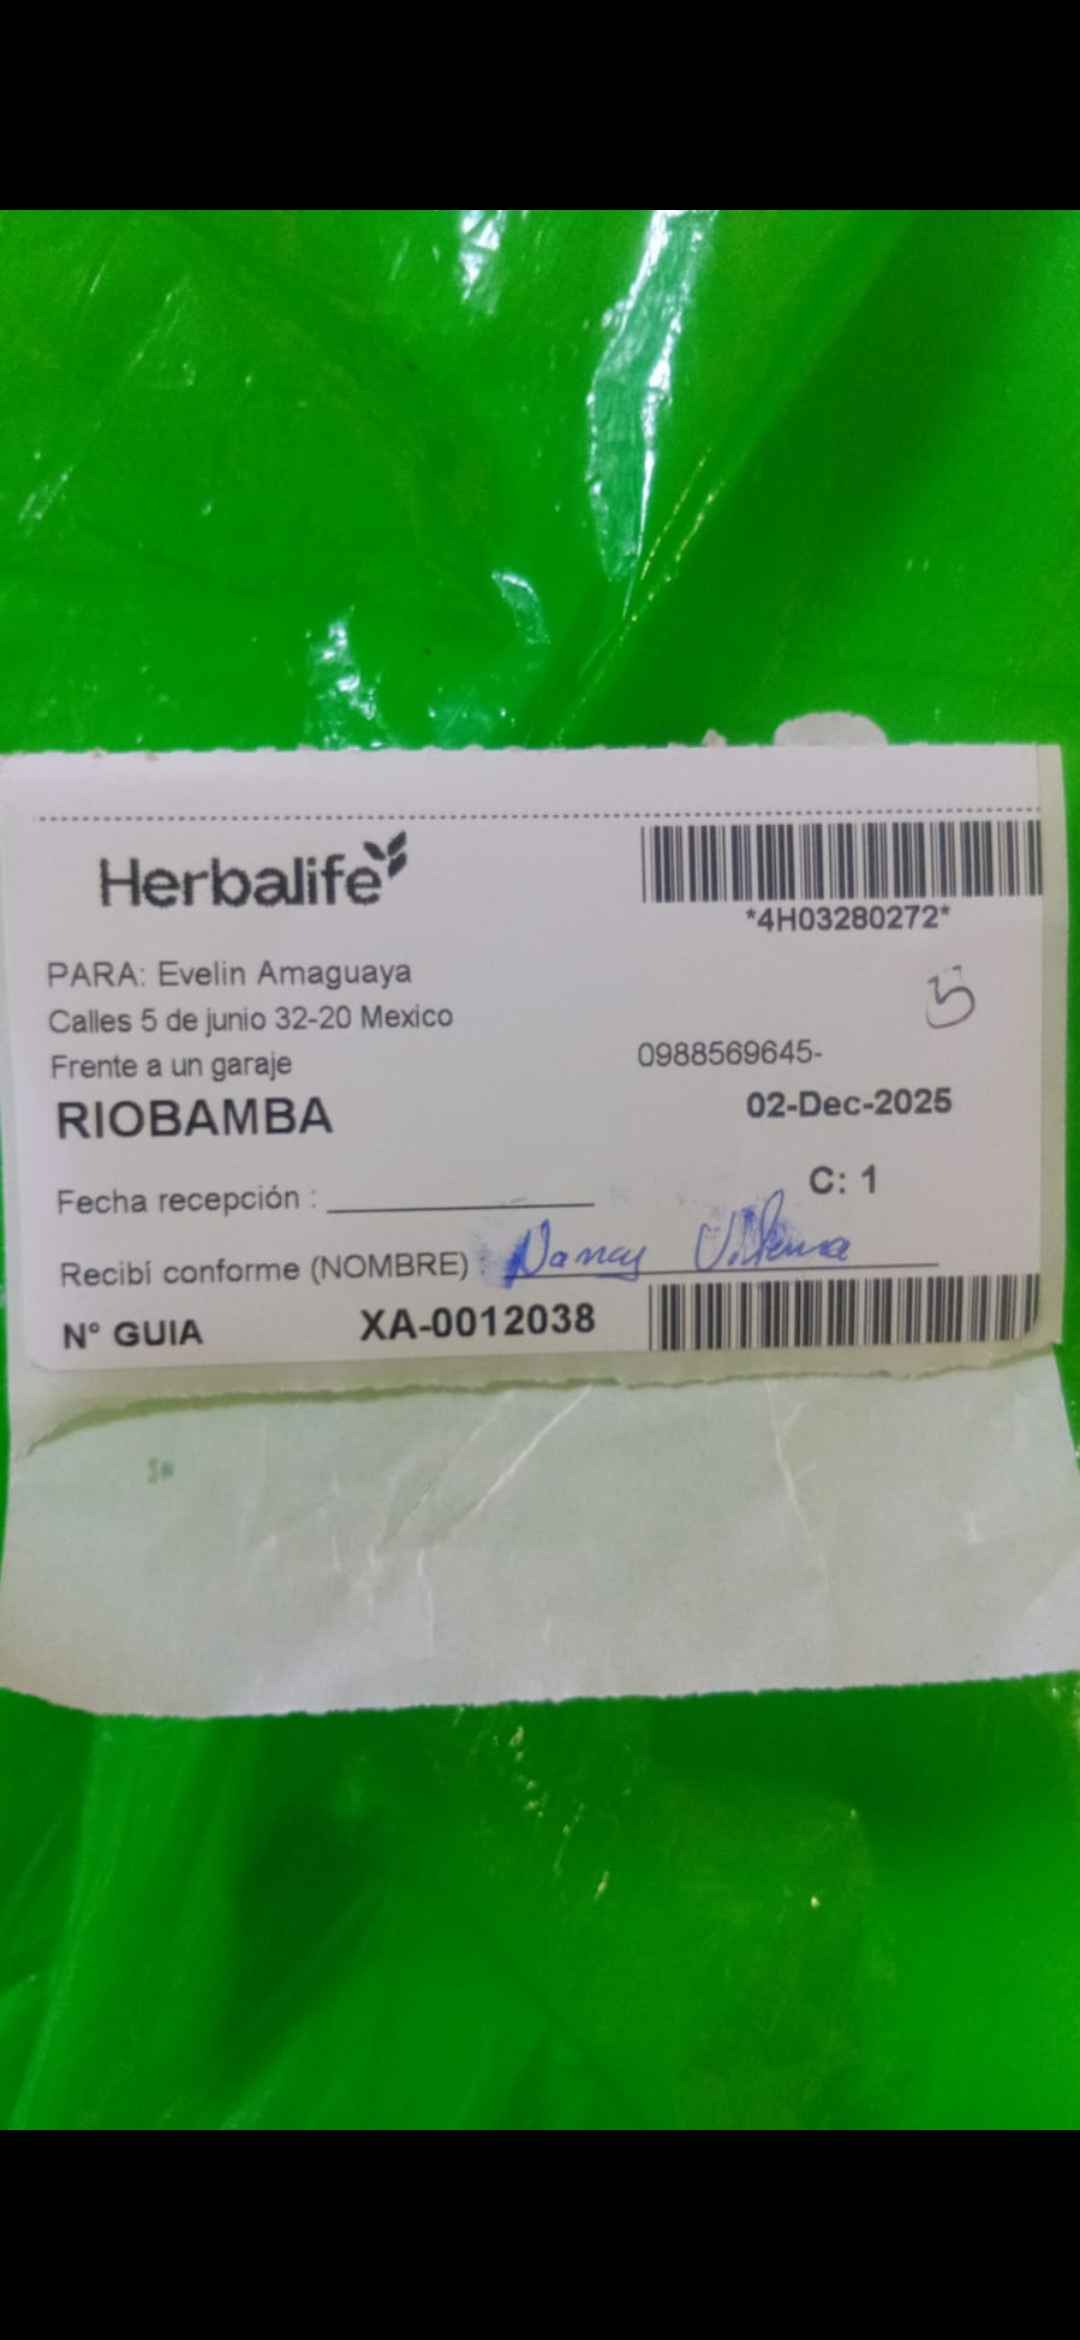 Herbalife
*4H03280272*
PARA: Evelin Amaguaya
Calles 5 de junio 32-20 Mexico
Frente a un garaje
0988569645-
RIOBAMBA
02-Dec-2025
C: 1
Fecha recepción :
Recibí conforme (NOMBRE) : Nancy
N° GUIA XA-0012038